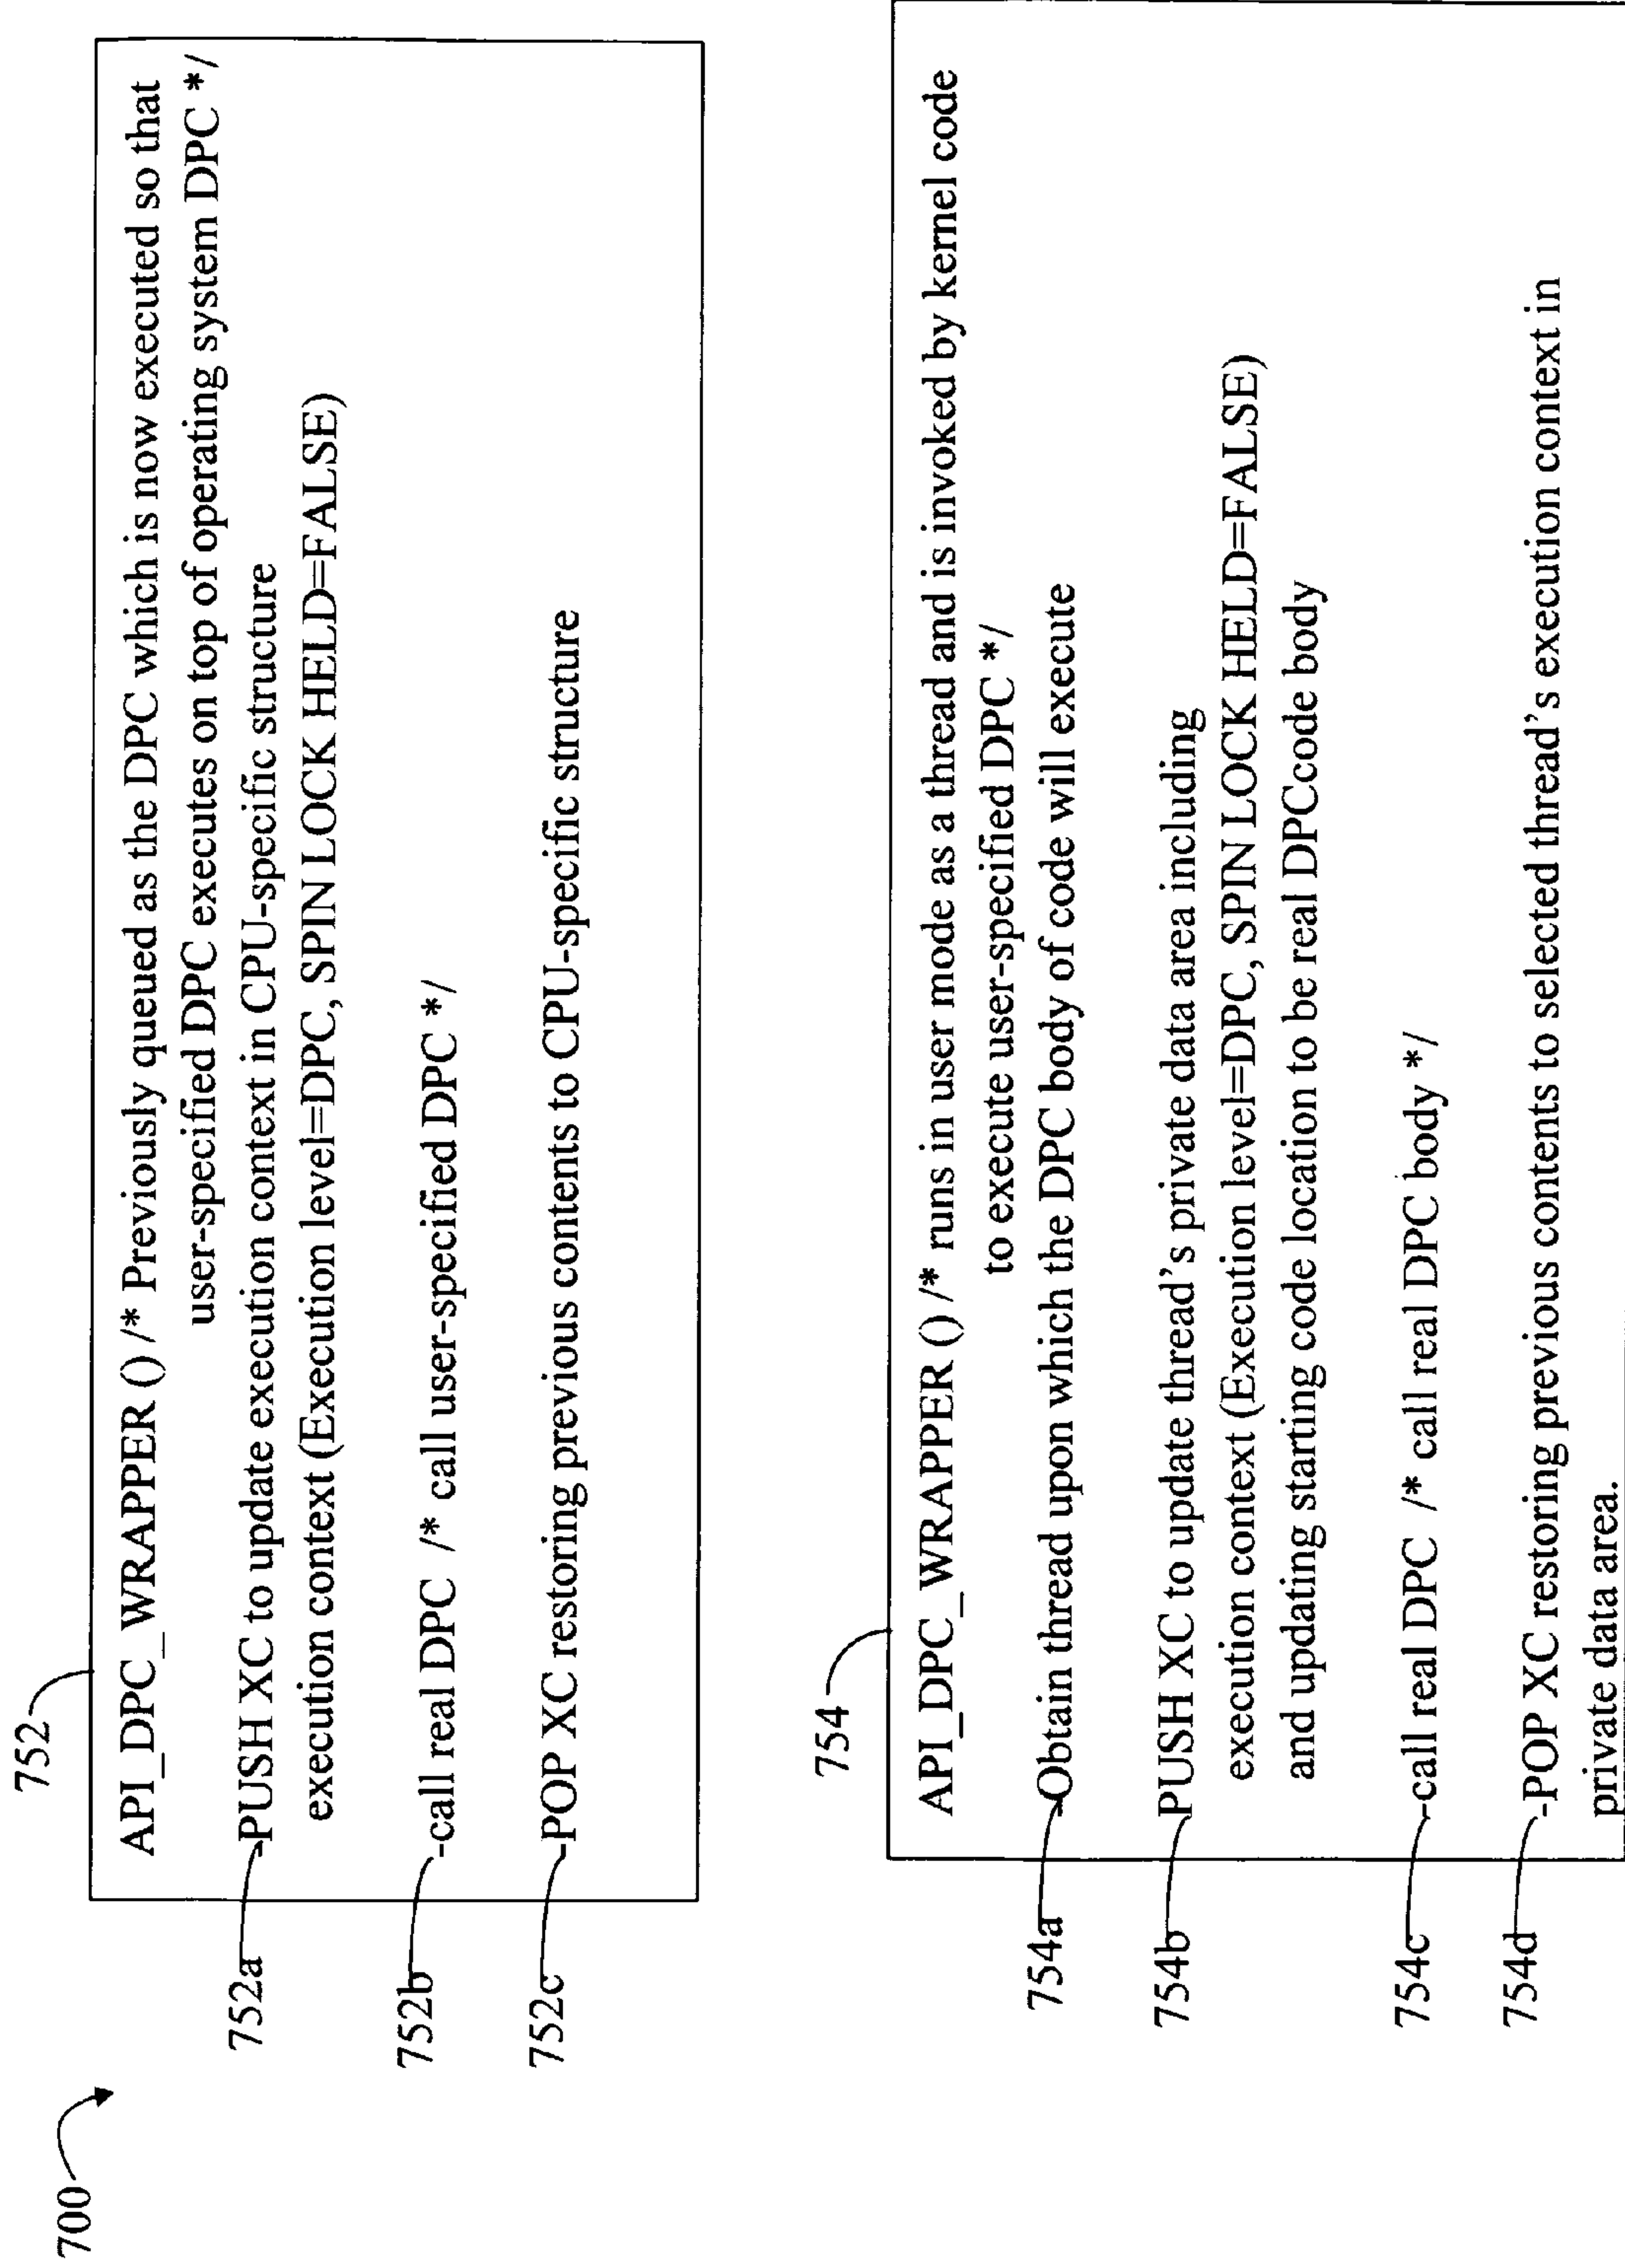 700
752
API_DPC_WRAPPER () /* Previously queued as the DPC which is now executed so that
user-specified DPC executes on top of operating system DPC */
752a
-PUSH XC to update execution context in CPU-specific structure
execution context (Execution level=DPC, SPIN LOCK HELD=FALSE)
752b
-call real DPC /* call user-specified DPC */
752c
-POP XC restoring previous contents to CPU-specific structure
754
API_DPC_WRAPPER () /* runs in user mode as a thread and is invoked by kernel code
to execute user-specified DPC */
754a
-Obtain thread upon which the DPC body of code will execute
754b
PUSH XC to update thread's private data area including
execution context (Execution level=DPC, SPIN LOCK HELD=FALSE)
and updating starting code location to be real DPCcode body
754c
-call real DPC /* call real DPC body */
754d
-POP XC restoring previous contents to selected thread's execution context in
private data area.